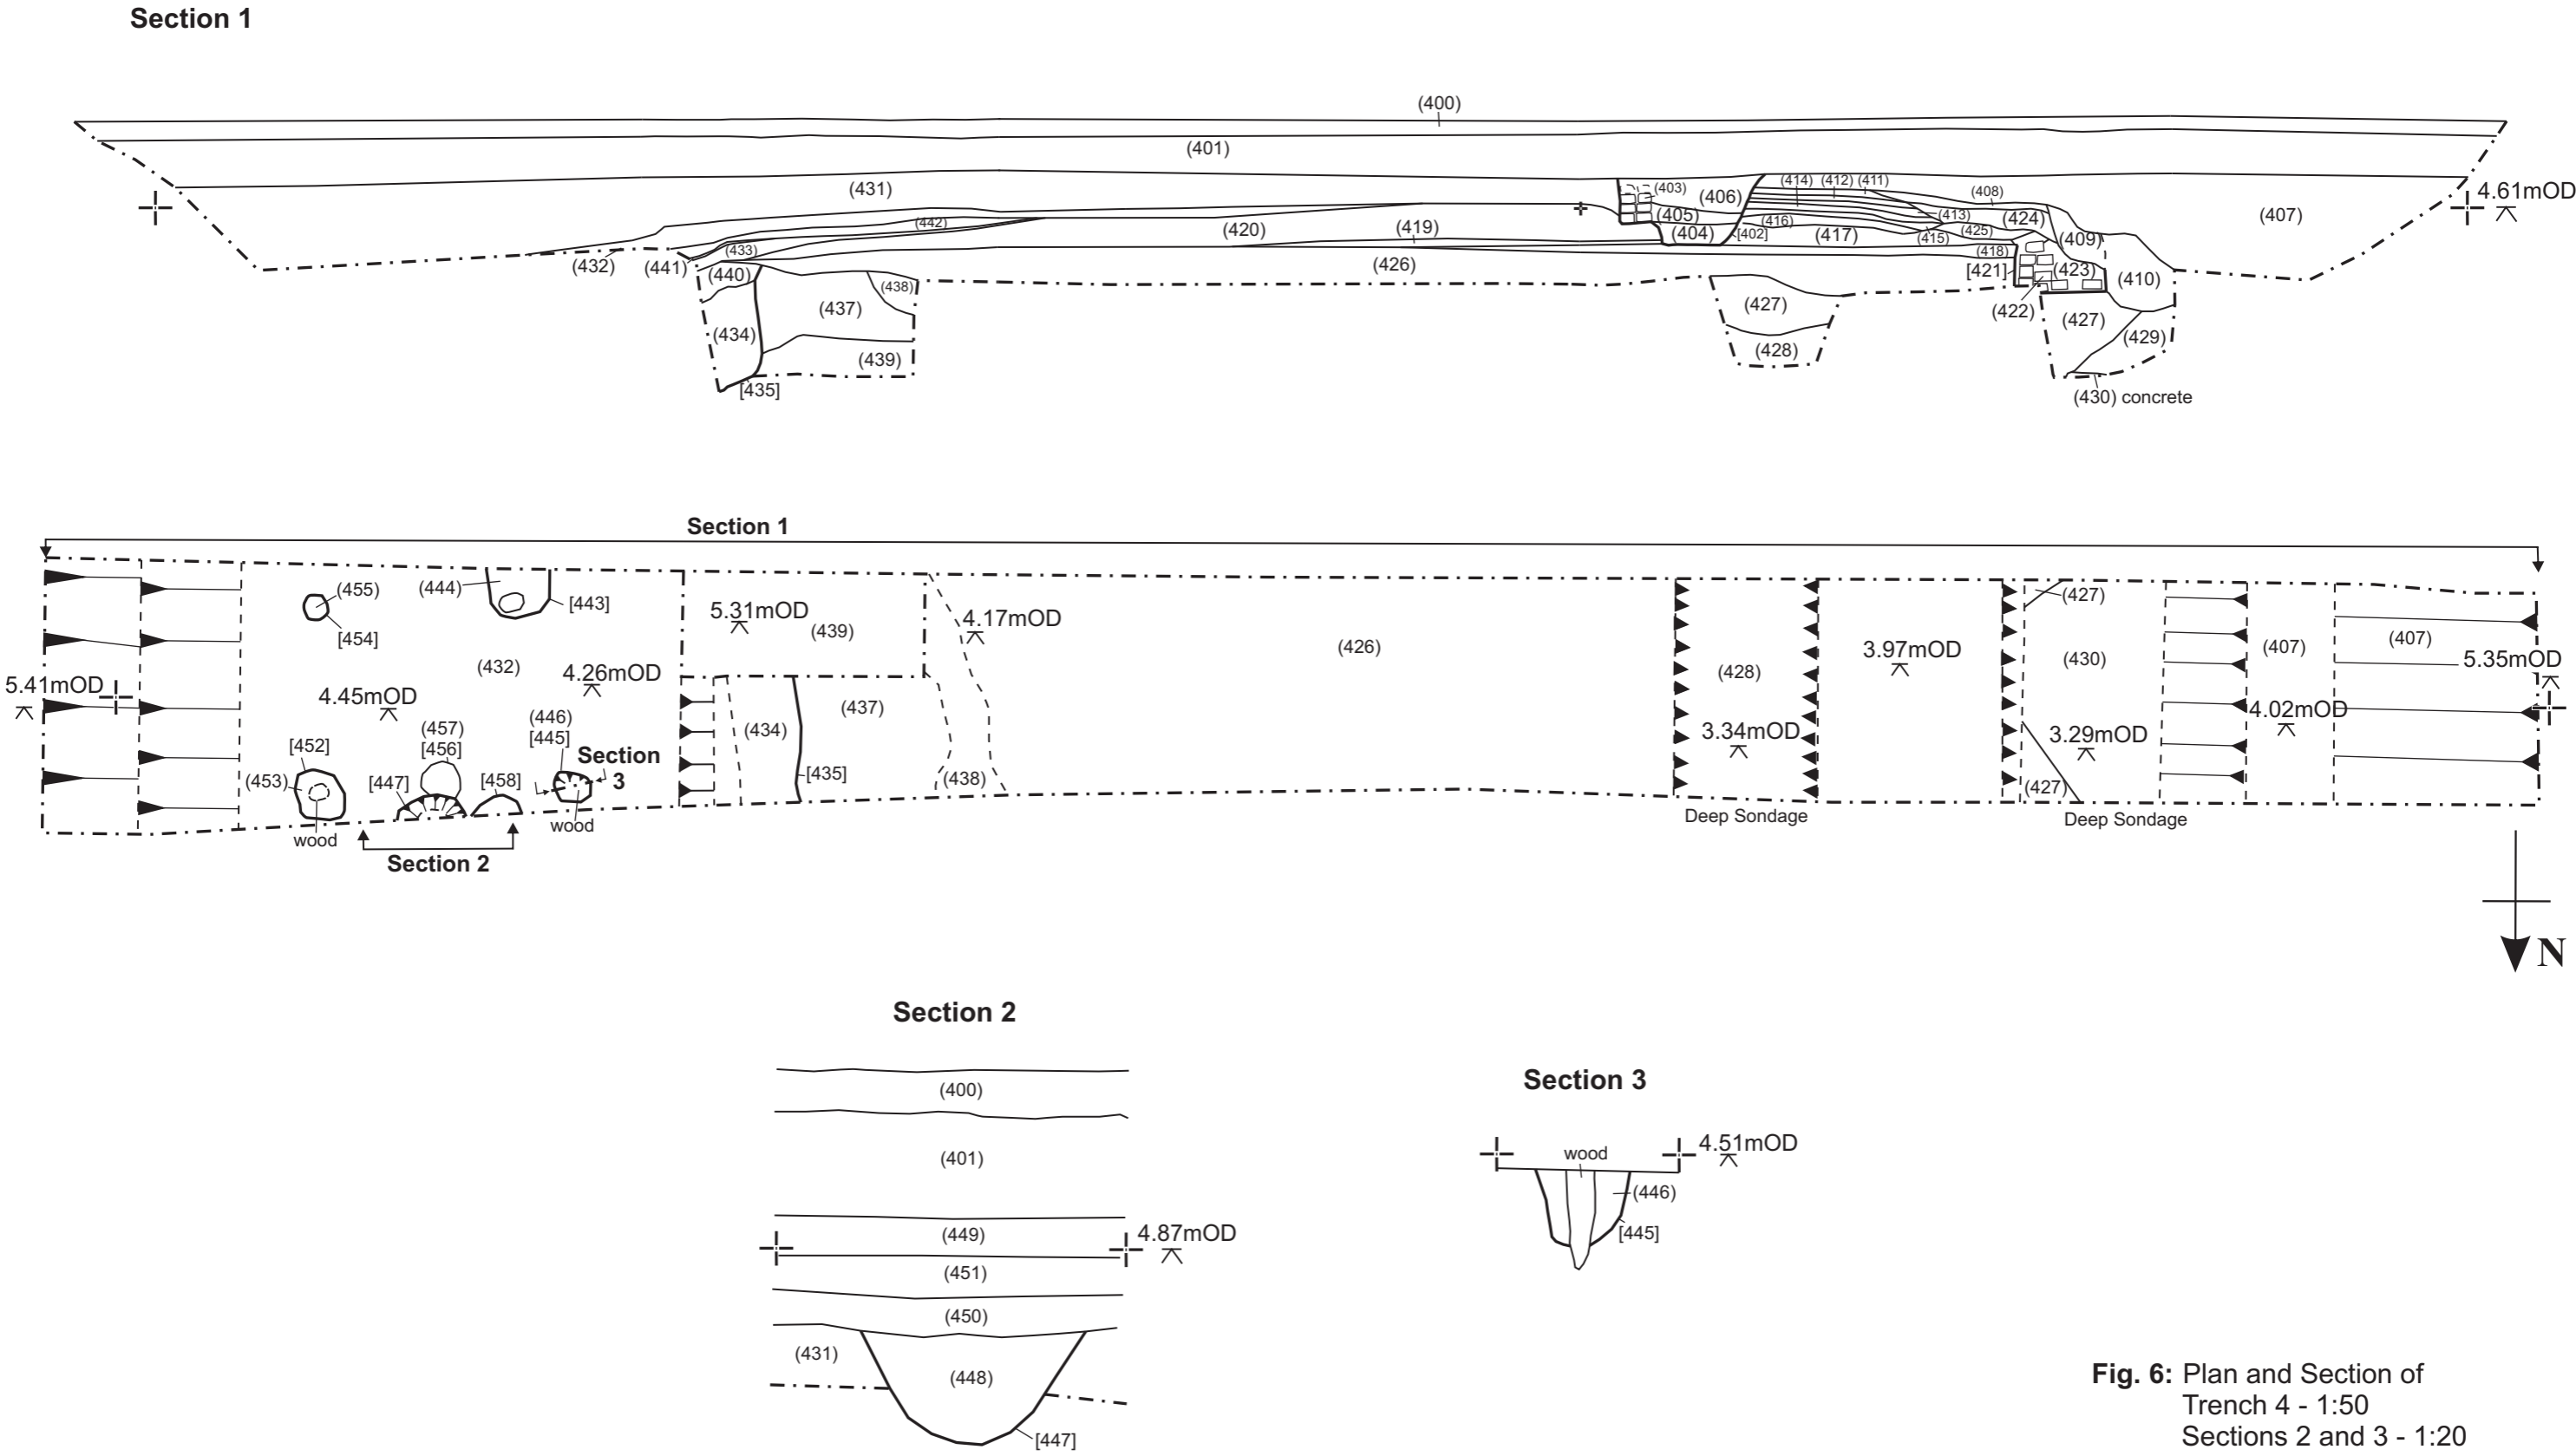 Section 1
(400)
(401)
(431)
(403)
(406)
(414)
(412)
(411)
(408)
4.61mOD
(407)
(405)
(404)
[402]
(416)
(417)
(413)
(415)
(425)
(424)
(409)
(442)
(420)
(419)
(433)
(432)
(441)
(440)
(426)
(418)
[421]
(423)
(410)
(422)
(438)
(437)
(434)
(439)
[435]
(427)
(428)
(427)
(429)
(430) concrete
Section 1
(455)
[454]
(444)
[443]
5.31mOD
(439)
4.17mOD
(426)
(428)
3.97mOD
(427)
(430)
(407)
(407)
5.35mOD
(432)
4.26mOD
5.41mOD
4.45mOD
(437)
(434)
[435]
(438)
3.34mOD
3.29mOD
4.02mOD
(427)
[452]
(453)
wood
(457)
[456]
[447]
[458]
(446)
[445]
Section
3
wood
Section 2
Deep Sondage
Deep Sondage
N
Section 2
(400)
(401)
(449)
4.87mOD
(451)
(450)
(431)
(448)
[447]
Section 3
wood
4.51mOD
(446)
[445]
Fig. 6: Plan and Section of
Trench 4 - 1:50
Sections 2 and 3 - 1:20